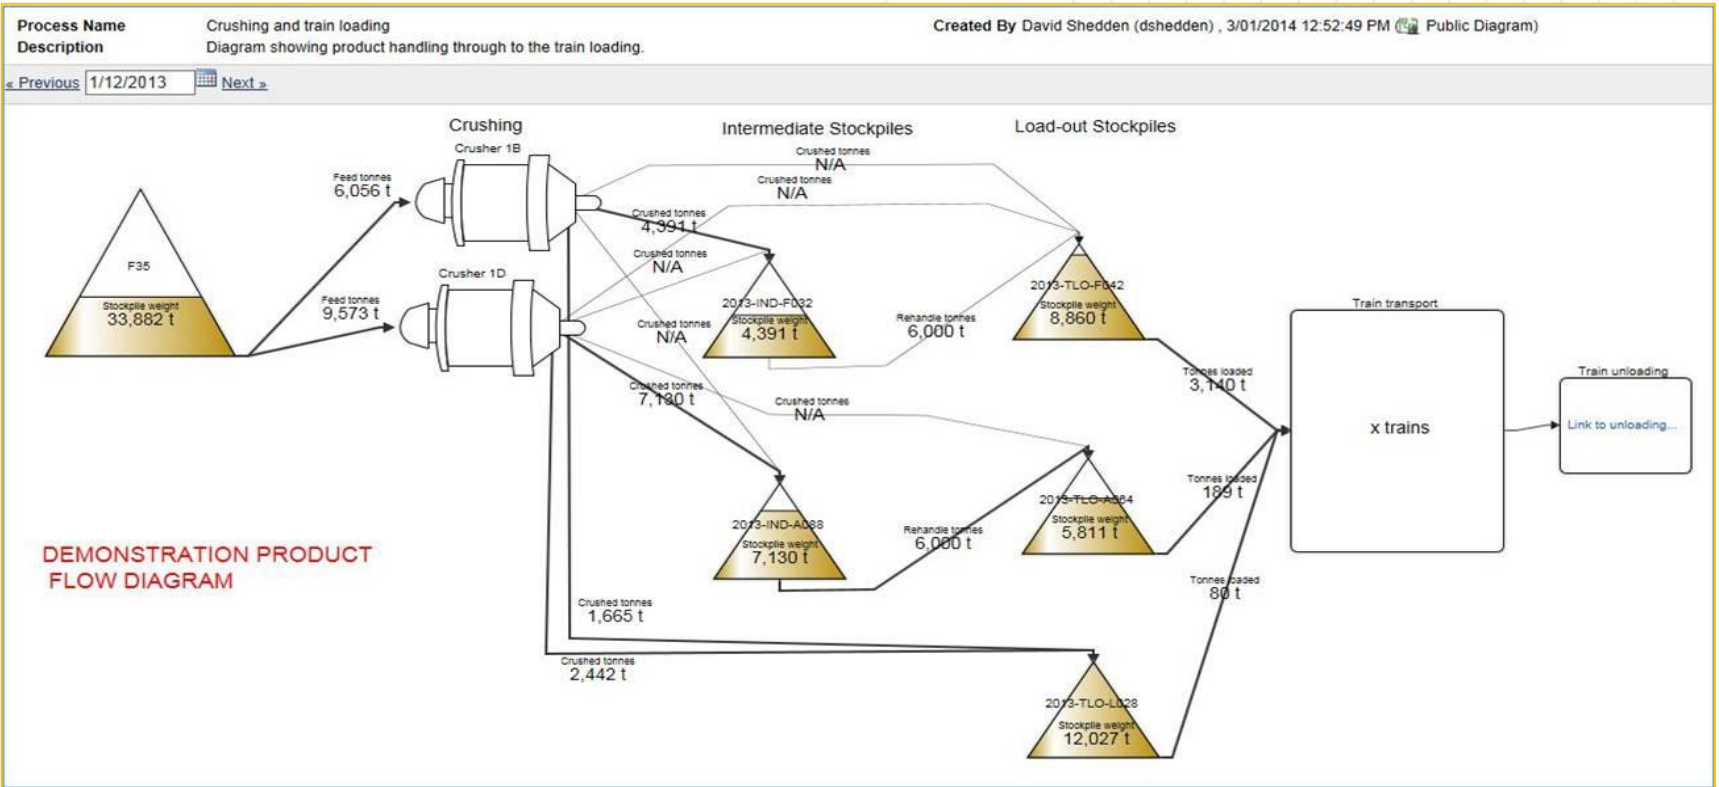 Process Name Crushing and train loading Created By David Shedden (dshedden) , 3/01/2014 12:52:49 PM ( Public Diagram)
Description Diagram showing product handling through to the train loading.
« Previous 1/12/2013 Next »
Crushing
Intermediate Stockpiles
Load-out Stockpiles
Crusher 1B
Crushed tonnes
N/A
Crushed tonnes
N/A
Feed tonnes
6,056 t
Crushed tonnes
4,391 t
Crushed tonnes
N/A
F35
Stockpile weight
33,882 t
Crusher 1D
Feed tonnes
9,573 t
2013-IND-F032
Stockpile weight
4,391 t
Crushed tonnes
N/A
Rehandle tonnes
6,000 t
2013-TLO-F042
Stockpile weight
8,860 t
Train transport
x trains
Train unloading
Link to unloading...
Tonnes loaded
3,140 t
Crushed tonnes
7,130 t
Crushed tonnes
N/A
2013-IND-A088
Stockpile weight
7,130 t
Rehandle tonnes
6,000 t
2013-TLO-A064
Stockpile weight
5,811 t
Tonnes loaded
189 t
Tonnes loaded
80 t
DEMONSTRATION PRODUCT
FLOW DIAGRAM
Crushed tonnes
1,665 t
Crushed tonnes
2,442 t
2013-TLO-L028
Stockpile weight
12,027 t